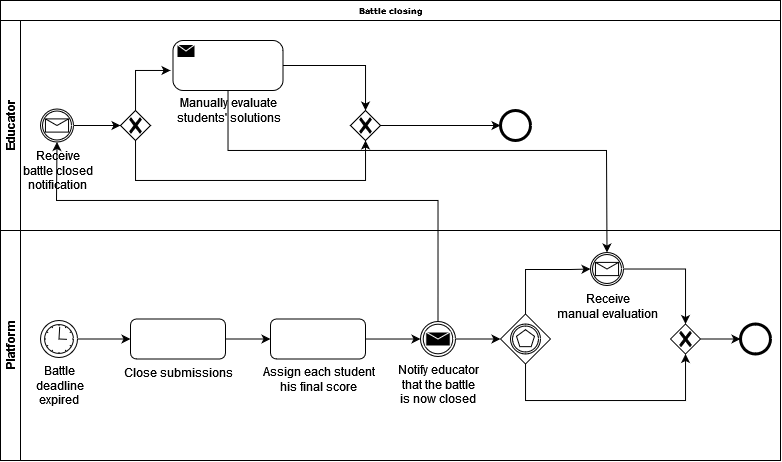 Battle closing
Educator
Manually evaluate
students' solutions
Receive
battle closed
notification
Platform
Receive
manual evaluation
Battle
deadline
expired
Close submissions
Assign each student
his final score
Notify educator
that the battle
is now closed